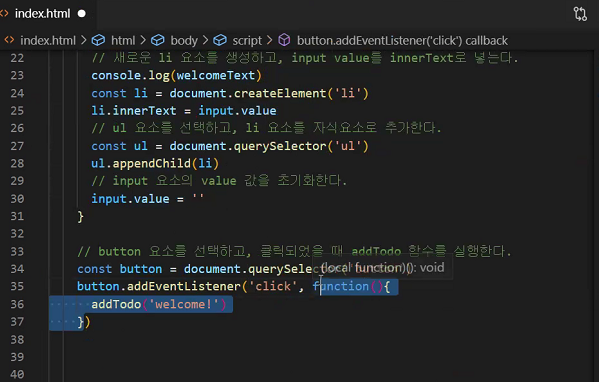 index.html
index.html > html > body > script > button.addEventListener('click') callback
22 // 새로운 li 요소를 생성하고, input value를 innerText로 넣는다.
23 console.log(welcomeText)
24 const li = document.createElement('li')
25 li.innerText = input.value
26 // ul 요소를 선택하고, li 요소를 자식요소로 추가한다.
27 const ul = document.querySelector('ul')
28 ul.appendChild(li)
29 // input 요소의 value 값을 초기화한다.
30 input.value = ''
31 }
32
33 // button 요소를 선택하고, 클릭되었을 때 addTodo 함수를 실행한다.
(local function)(): void
34 const button = document.querySelec
35 button.addEventListener('click', function(){
36 addTodo('welcome!')
37 })
38
39
40